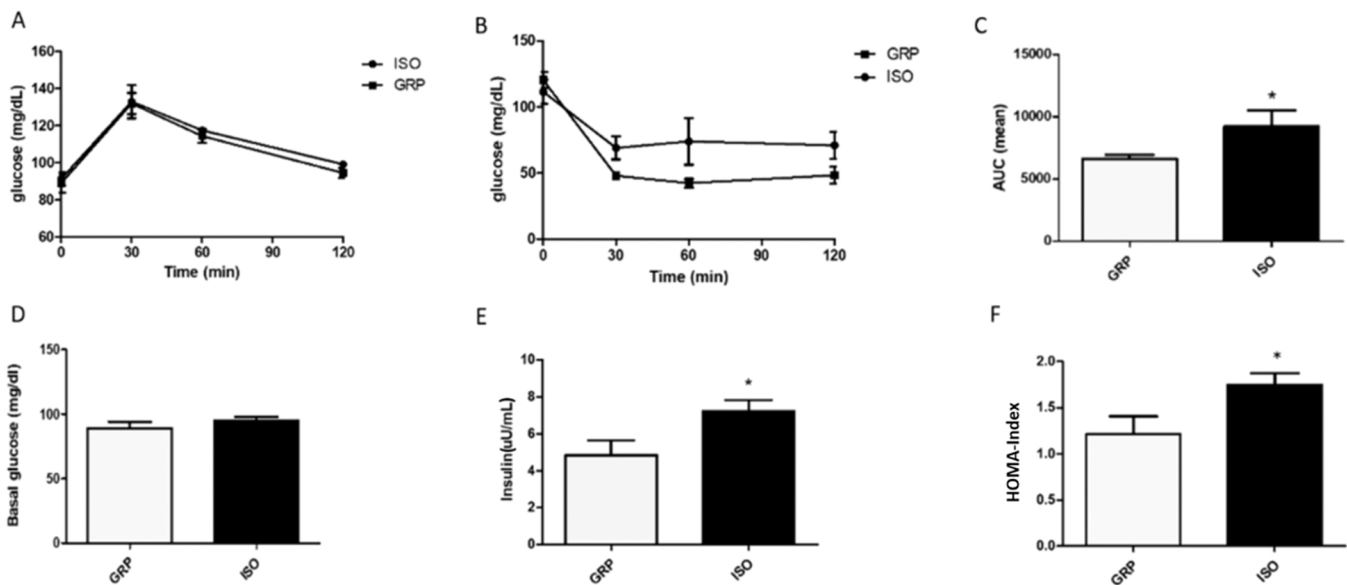 A
160
140
120
100
80
60
glucose (mg/dL)
0 30 60 90 120
Time (min)
ISO
GRP
B
150
100
50
0
glucose (mg/dL)
0 30 60 90 120
Time (min)
GRP
ISO
C
15000
10000
5000
0
AUC (mean)
*
GRP ISO
D
150
100
50
0
Basal glucose (mg/dl)
GRP ISO
E
10
8
6
4
2
0
Insulin(uU/mL)
*
GRP ISO
F
2.0
1.5
1.0
0.5
0.0
HOMA-Index
*
GRP ISO